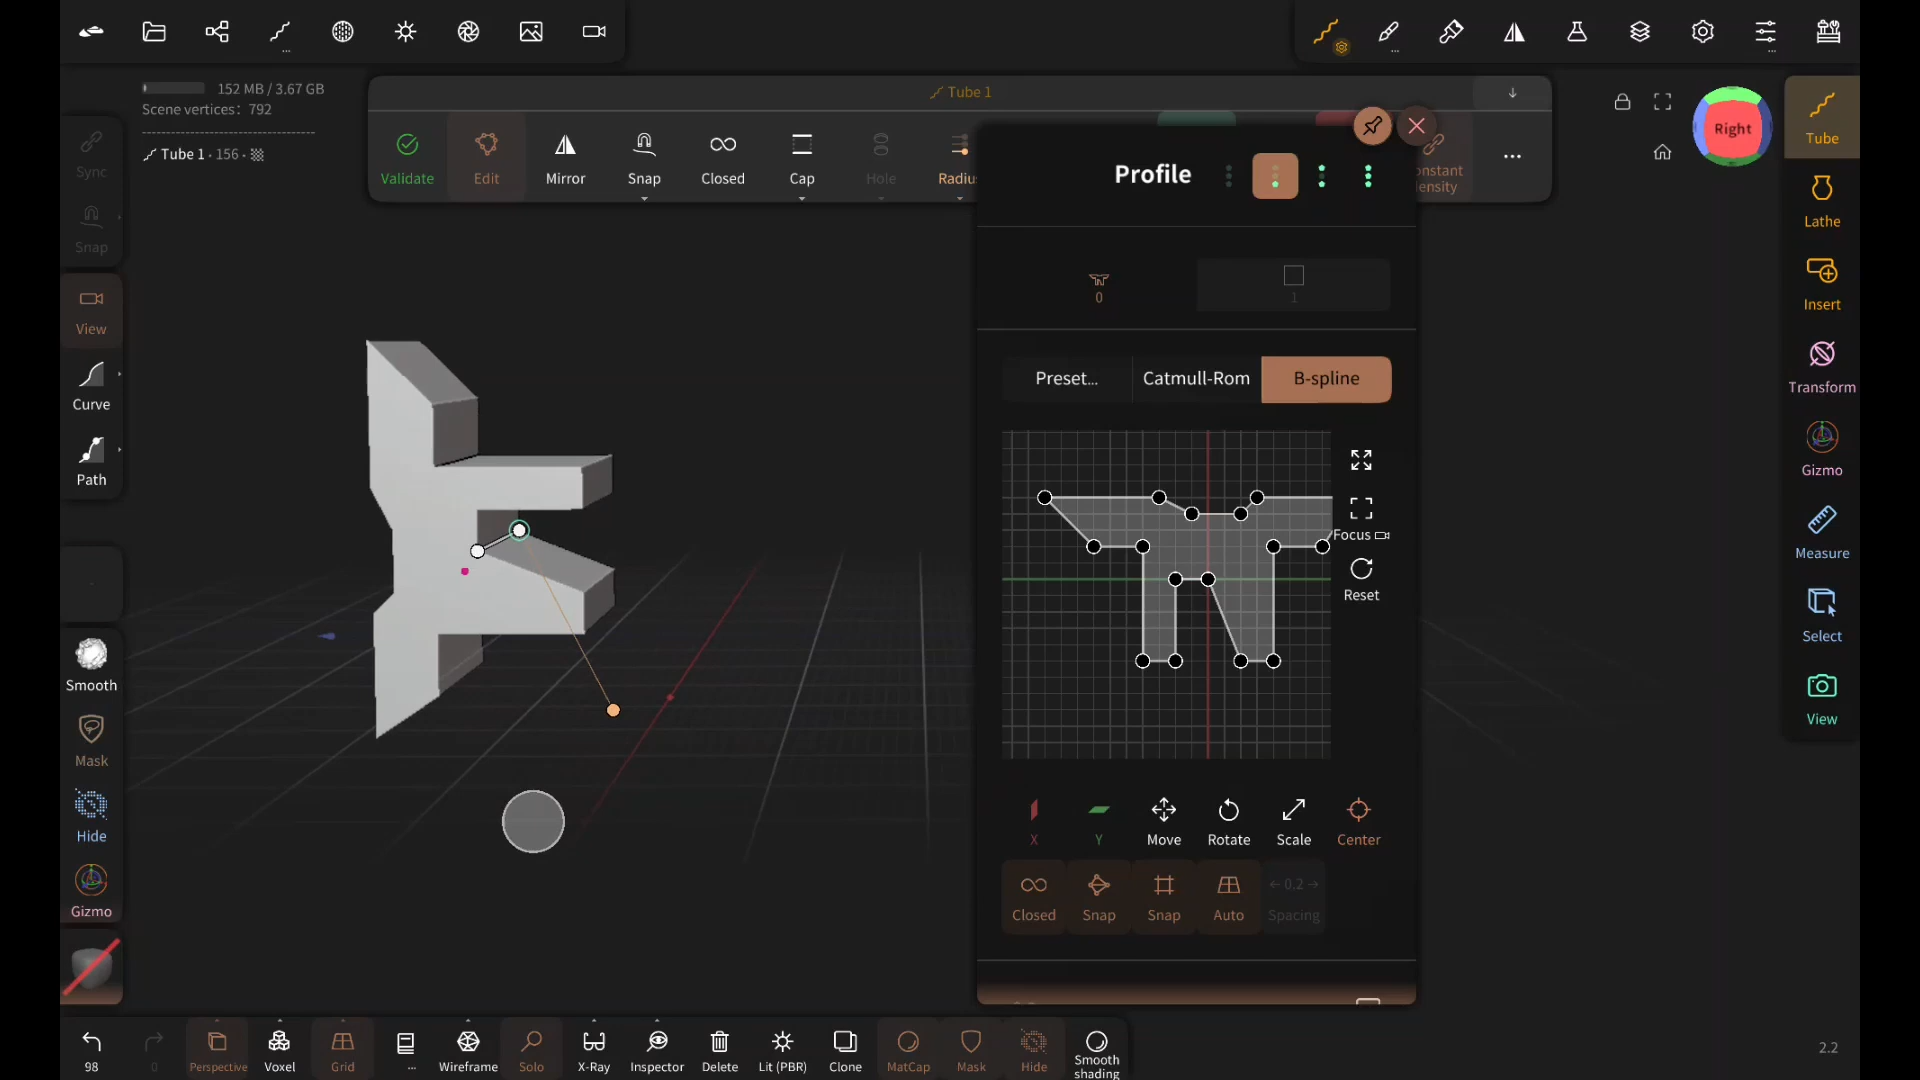 152 MB / 3.67 GB
Scene vertices: 792
Tube 1 · 156 ·
Tube 1
Validate
Edit
Mirror
Snap
Closed
Cap
Hole
Radiu
onstant
lensity
Profile
0
1
Preset...
Catmull-Rom
B-spline
Focus
Reset
X
Y
Move
Rotate
Scale
Center
Closed
Snap
Snap
Auto
0.2
Spacing
Right
Sync
Snap
View
Curve
Path
Smooth
Mask
Hide
Gizmo
Tube
Lathe
Insert
Transform
Gizmo
Measure
Select
View
98
0
Perspective
Voxel
Grid
...
Wireframe
Solo
X-Ray
Inspector
Delete
Lit (PBR)
Clone
MatCap
Mask
Hide
Smooth
shading
2.2